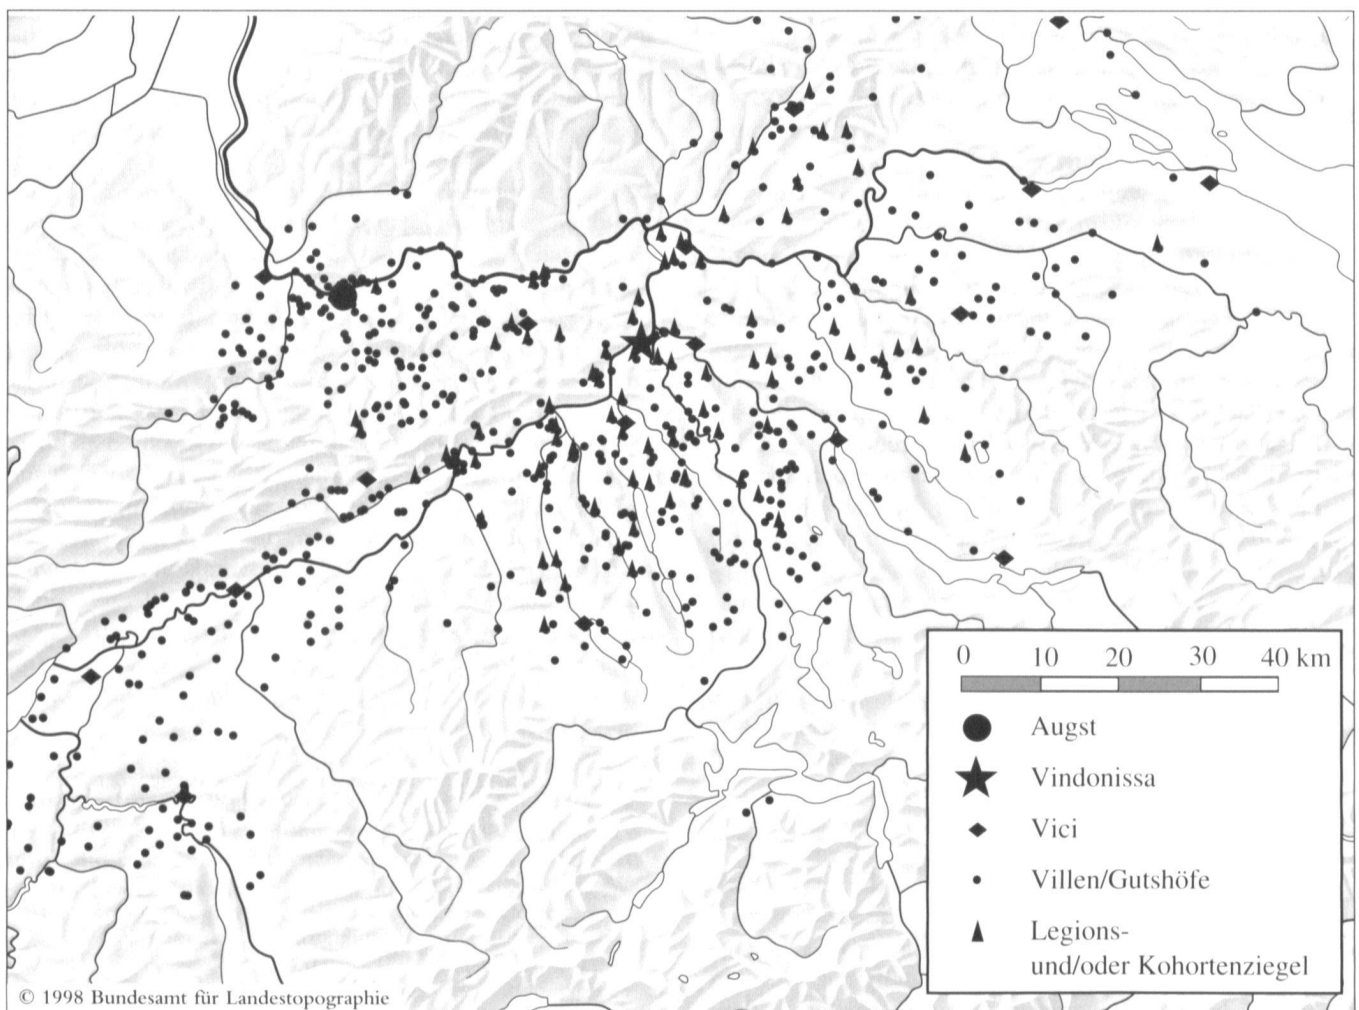 0 10 20 30 40 km
Augst
Vindonissa
Vici
Villen/Gutshöfe
Legions-
und/oder Kohortenziegel
© 1998 Bundesamt für Landestopographie